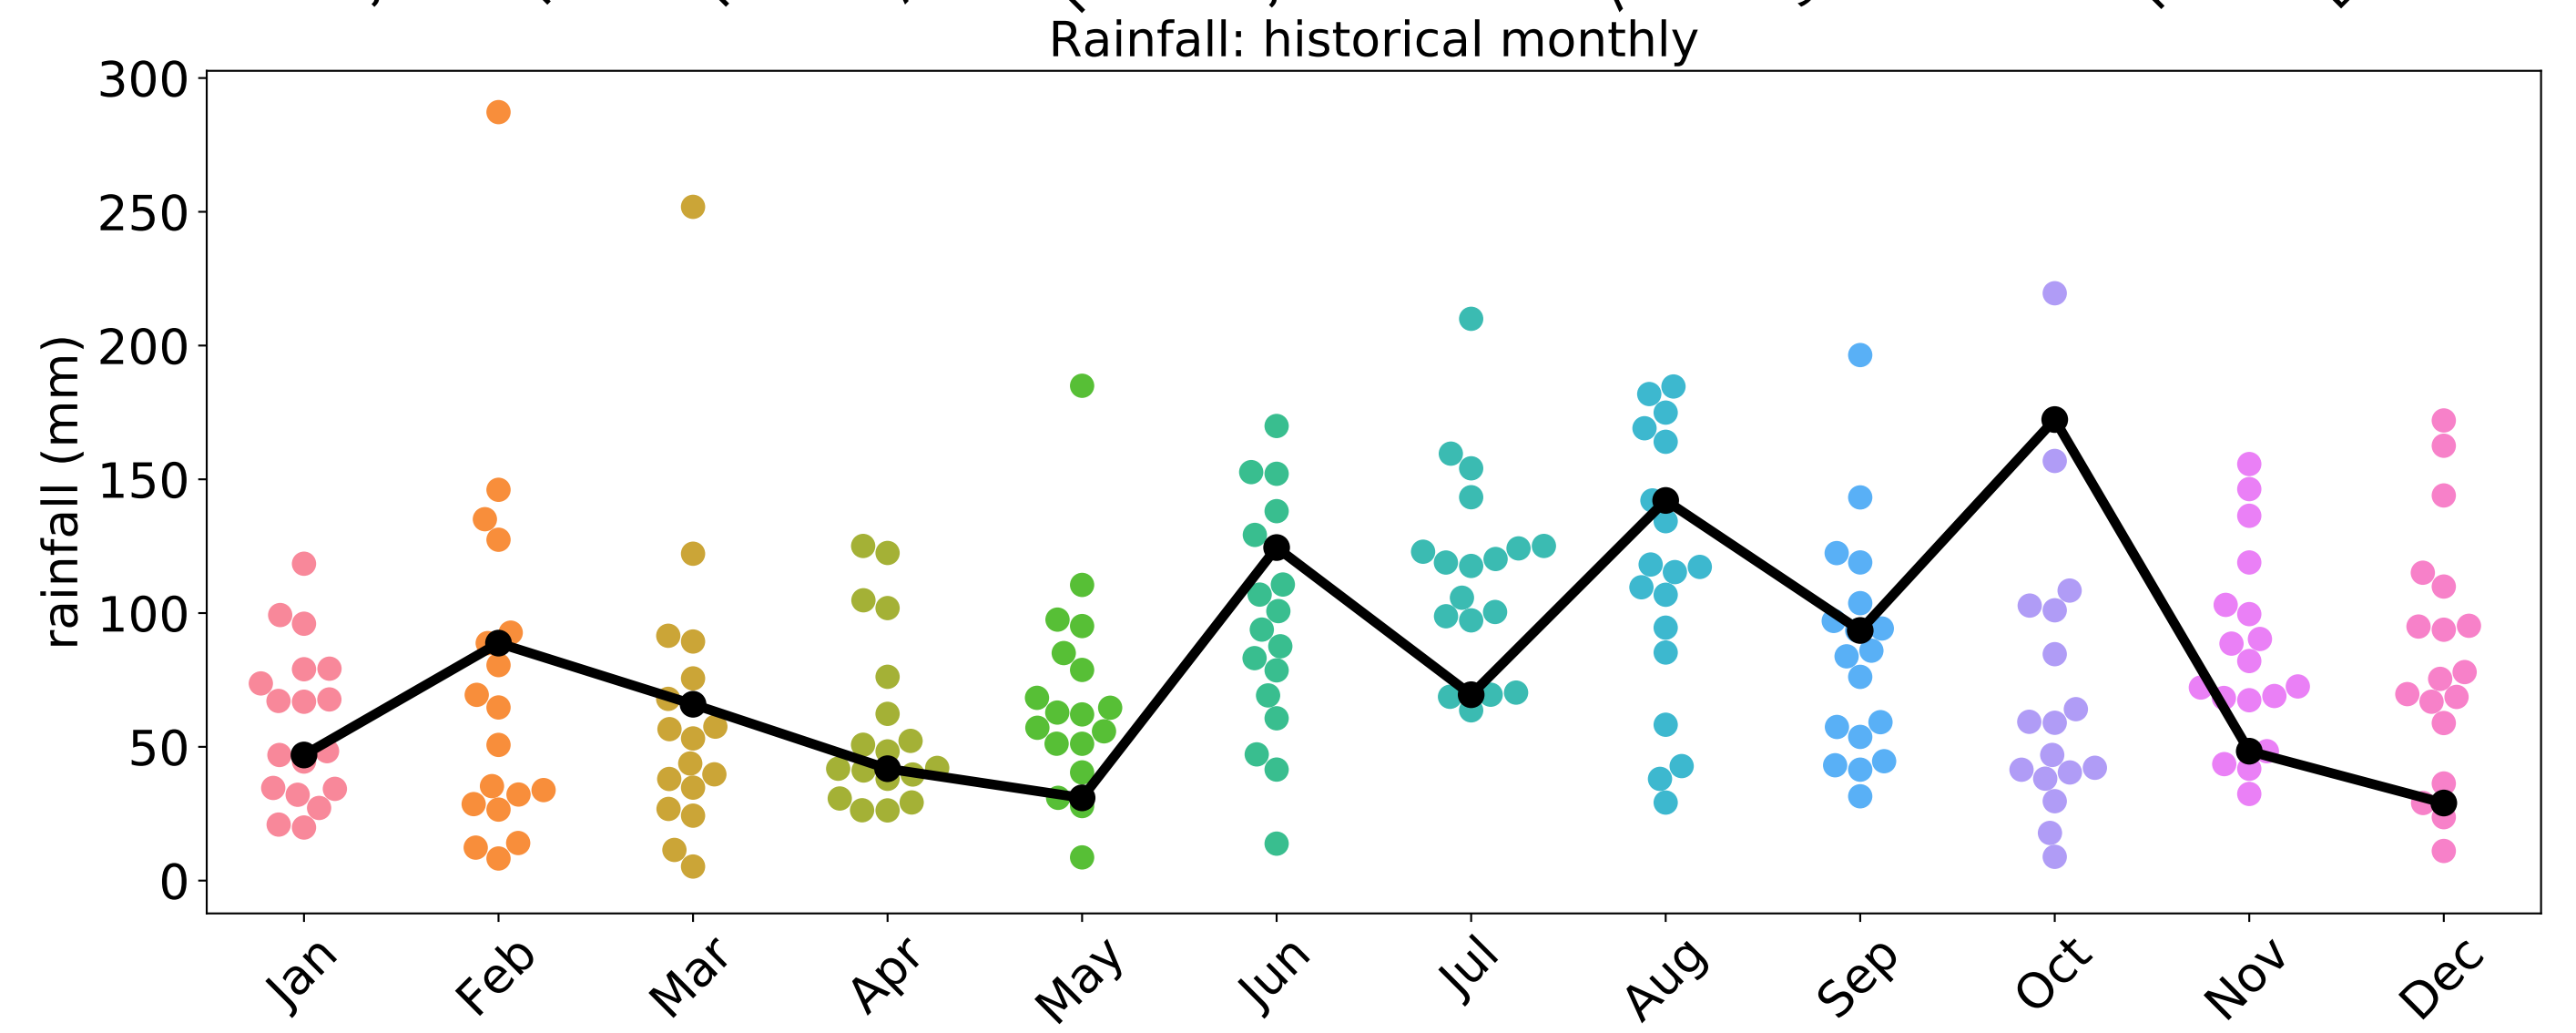 Rainfall: historical monthly
rainfall (mm)
300
250
200
150
100
50
0
Jan
Feb
Mar
Apr
May
Jun
Jul
Aug
Sep
Oct
Nov
Dec